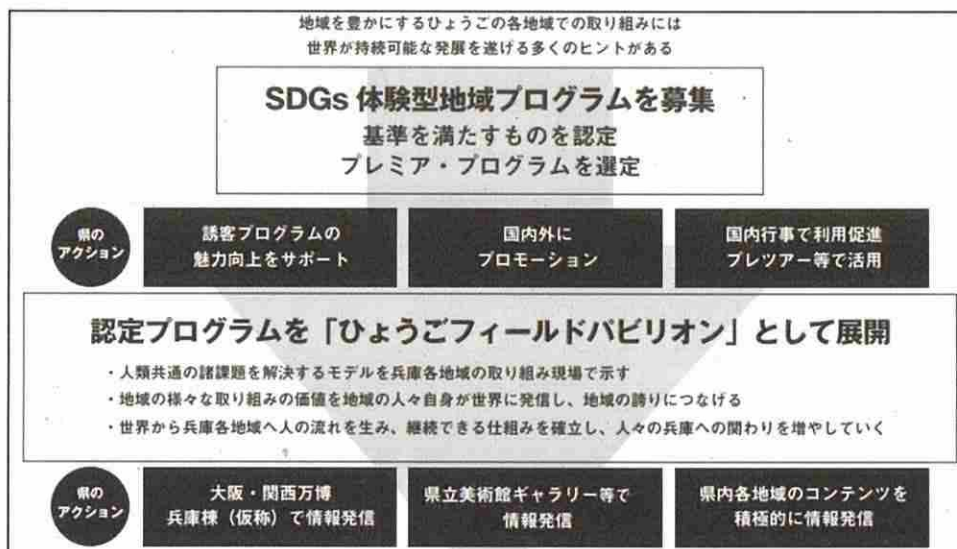 地域を豊かにするひょうごの各地域での取り組みには
世界が持続可能な発展を遂げる多くのヒントがある
SDGs 体験型地域プログラムを募集
基準を満たすものを認定
プレミア・プログラムを選定
県の
アクション
誘客プログラムの
魅力向上をサポート
国内外に
プロモーション
国内行事で利用促進
プレツアー等で活用
認定プログラムを「ひょうごフィールドパビリオン」として展開
・人類共通の諸課題を解決するモデルを兵庫各地域の取り組み現場で示す
・地域の様々な取り組みの価値を地域の人々自身が世界に発信し、地域の誇りにつなげる
・世界から兵庫各地域へ人の流れを生み、継続できる仕組みを確立し、人々の兵庫への関わりを増やしていく
県の
アクション
大阪・関西万博
兵庫棟（仮称）で情報発信
県立美術館ギャラリー等で
情報発信
県内各地域のコンテンツを
積極的に情報発信